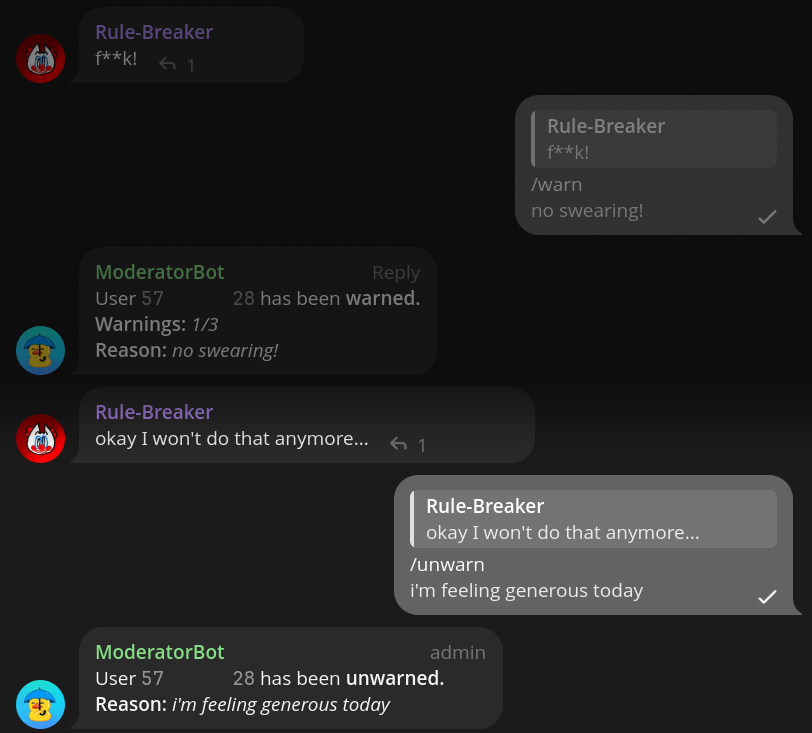 Rule-Breaker
f**k!
1
Rule-Breaker
f**k!
/warn
no swearing!
ModeratorBot Reply
User 57 28 has been warned.
Warnings: 1/3
Reason: no swearing!
Rule-Breaker
okay I won't do that anymore...
1
Rule-Breaker
okay I won't do that anymore...
/unwarn
i'm feeling generous today
ModeratorBot admin
User 57 28 has been unwarned.
Reason: i'm feeling generous today